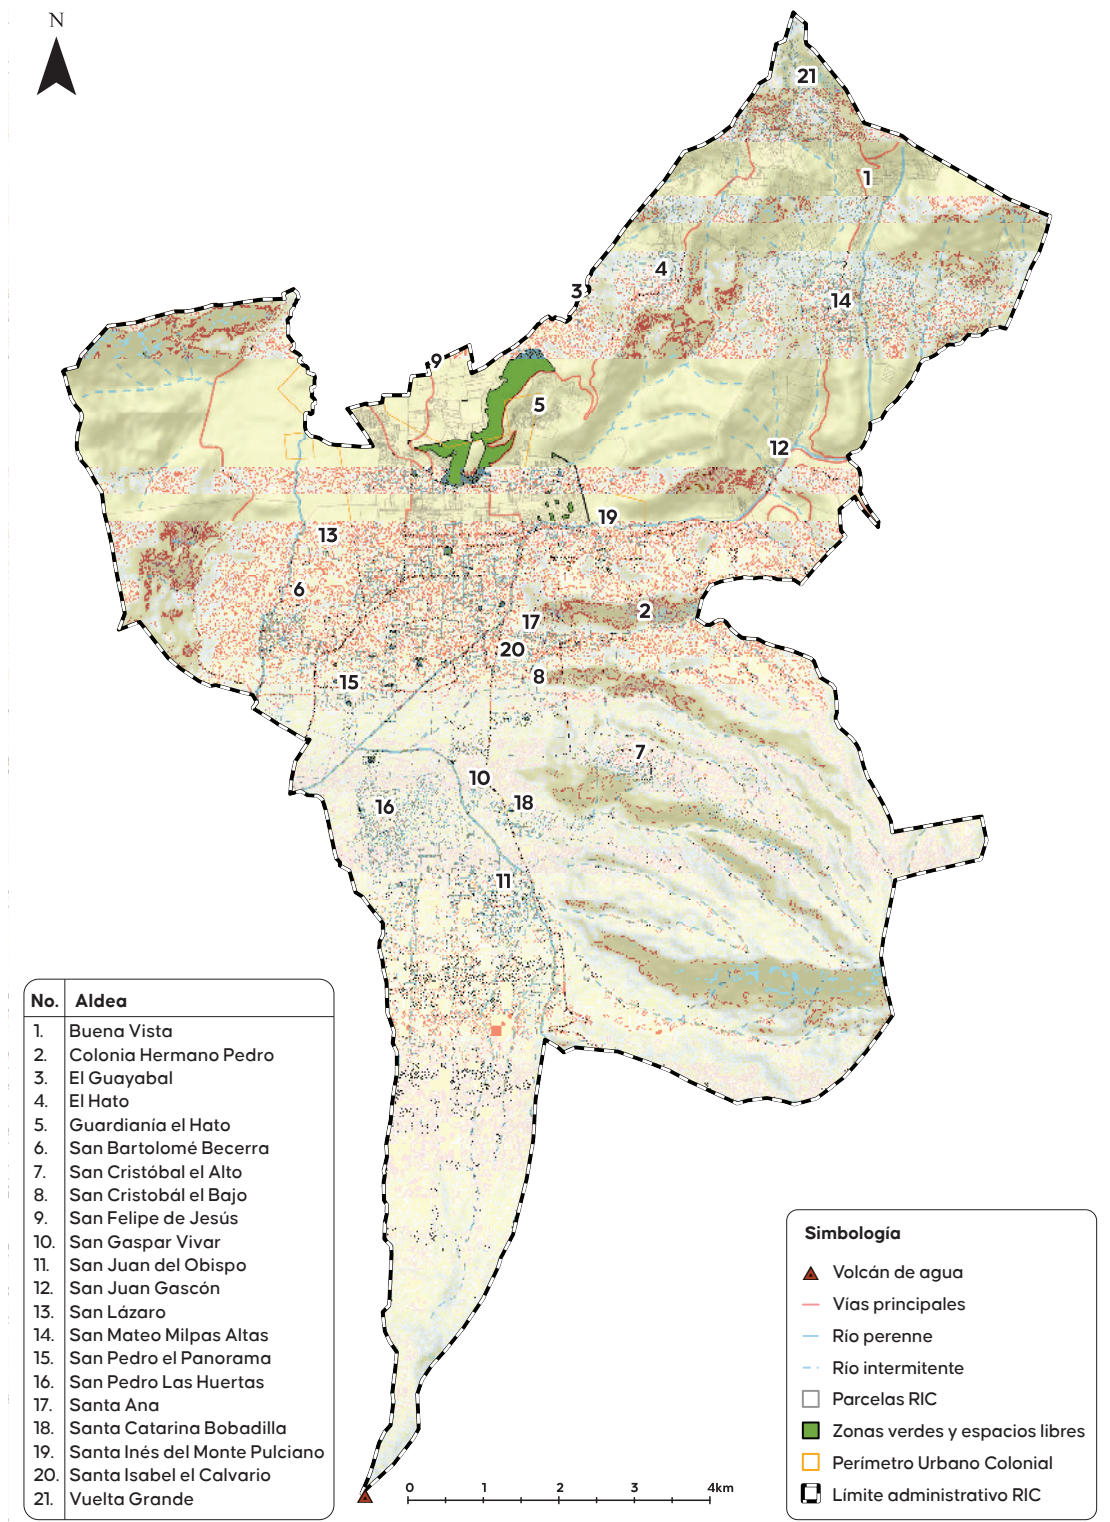 N
21
1
4
3
14
9
5
12
19
13
6
2
17
20
8
15
7
10
18
16
11
No. Aldea
1. Buena Vista
2. Colonia Hermano Pedro
3. El Guayabal
4. El Hato
5. Guardianía el Hato
6. San Bartolomé Becerra
7. San Cristóbal el Alto
8. San Cristobál el Bajo
9. San Felipe de Jesús
10. San Gaspar Vivar
11. San Juan del Obispo
12. San Juan Gascón
13. San Lázaro
14. San Mateo Milpas Altas
15. San Pedro el Panorama
16. San Pedro Las Huertas
17. Santa Ana
18. Santa Catarina Bobadilla
19. Santa Inés del Monte Pulciano
20. Santa Isabel el Calvario
21. Vuelta Grande
0 1 2 3 4km
Simbología
Volcán de agua
Vías principales
Río perenne
Río intermitente
Parcelas RIC
Zonas verdes y espacios libres
Perímetro Urbano Colonial
Límite administrativo RIC